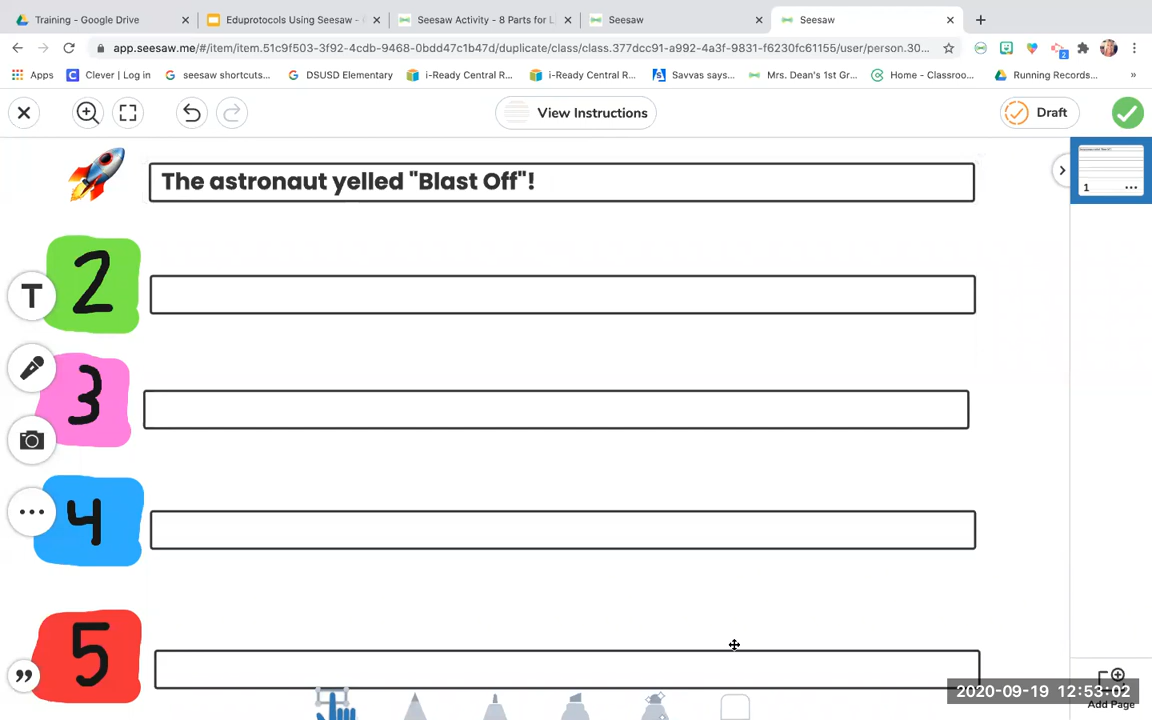 Training - Google Drive
Eduprotocols Using Seesaw -
Seesaw Activity - 8 Parts for L
Seesaw
Seesaw
app.seesaw.me/#/item/item.51c9f503-3f92-4cdb-9468-0bdd47c1b47d/duplicate/class/class.377dcc91-a992-4a3f-9831-f6230fc61155/user/person.30...
2
Apps
Clever | Log in
seesaw shortcuts...
DSUSD Elementary
i-Ready Central R...
i-Ready Central R...
Savvas says...
Mrs. Dean's 1st Gr...
Home - Classroo...
Running Records...
View Instructions
Draft
The astronaut yelled "Blast Off"!
1
2
T
3
4
5
2020-09-19 12:53:02
Add Page